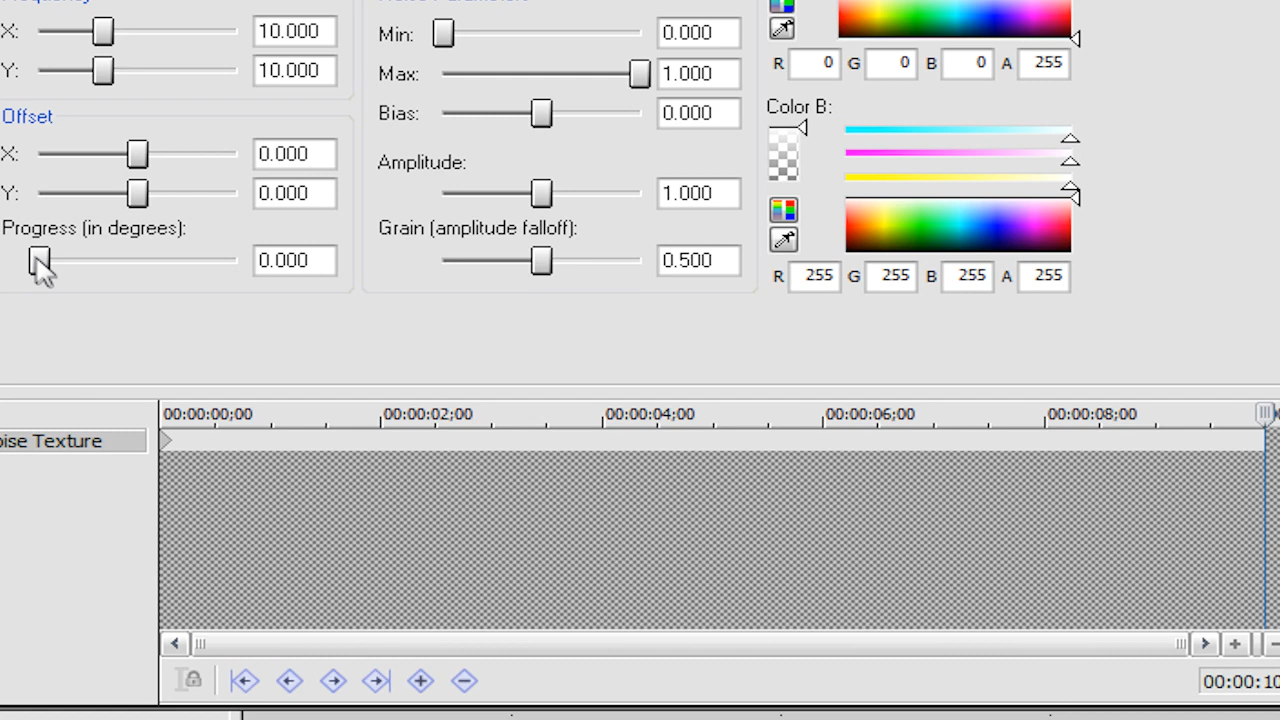 X: 10.000
Y: 10.000
Offset
X: 0.000
Y: 0.000
Progress (in degrees):
0.000
Min: 0.000
Max: 1.000
Bias: 0.000
Amplitude:
1.000
Grain (amplitude falloff):
0.500
R 0 G 0 B 0 A 255
Color B:
R 255 G 255 B 255 A 255
00:00:00;00 00:00:02;00 00:00:04;00 00:00:06;00 00:00:08;00
oise Texture
00:00:10